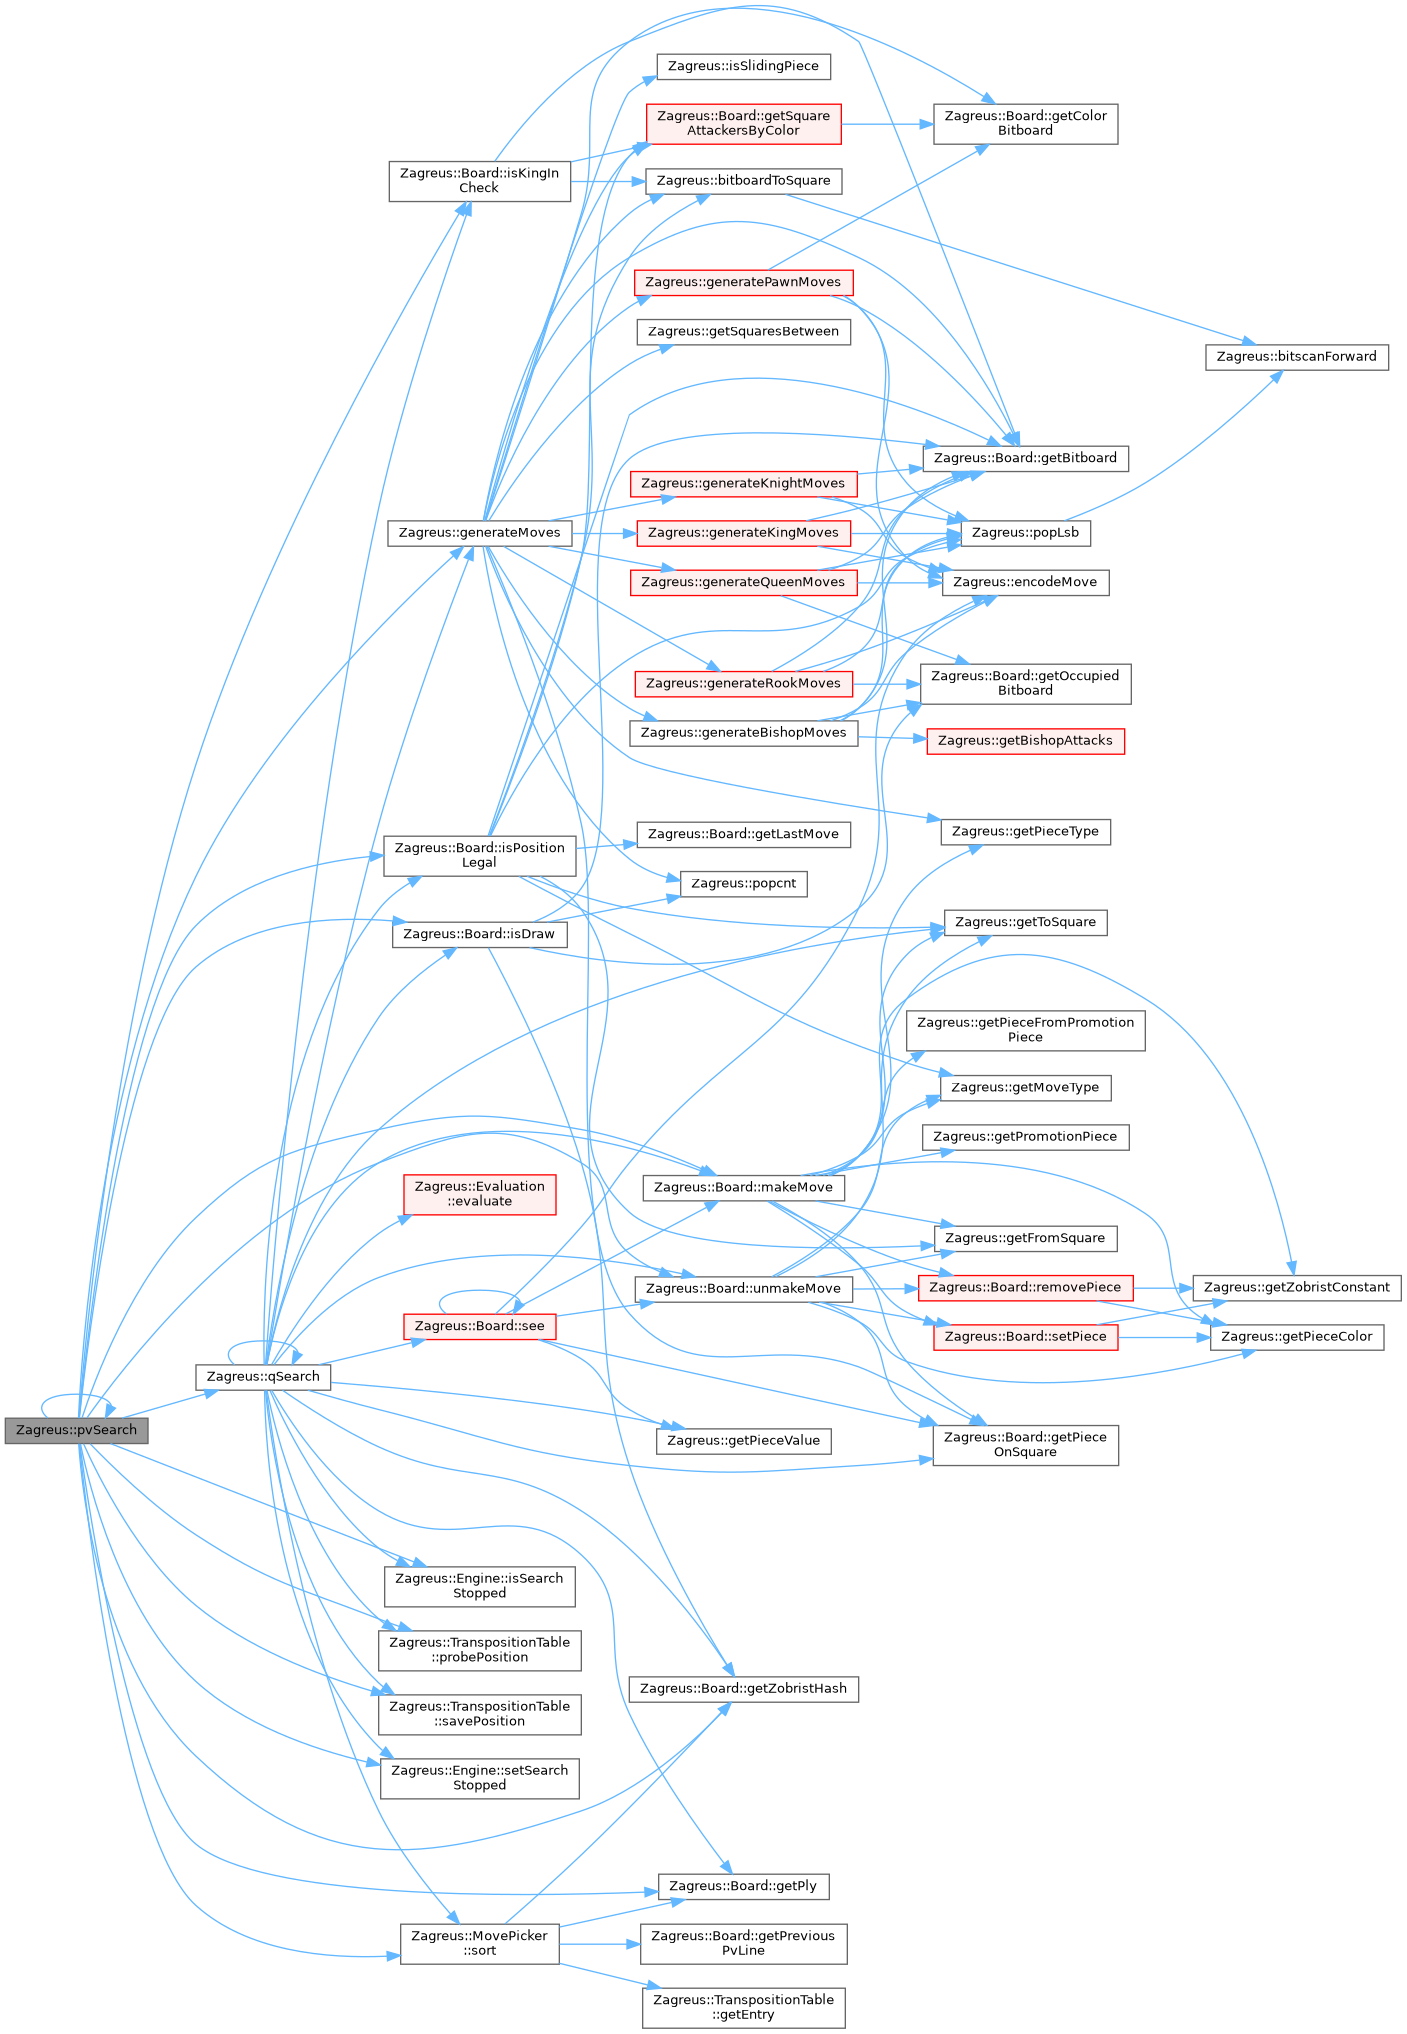 Zagreus::isSlidingPiece
Zagreus::Board::getSquare
AttackersByColor
Zagreus::Board::getColor
Bitboard
Zagreus::Board::isKingIn
Check
Zagreus::bitboardToSquare
Zagreus::generatePawnMoves
Zagreus::getSquaresBetween
Zagreus::bitscanForward
Zagreus::Board::getBitboard
Zagreus::generateKnightMoves
Zagreus::generateMoves
Zagreus::generateKingMoves
Zagreus::popLsb
Zagreus::generateQueenMoves
Zagreus::encodeMove
Zagreus::generateRookMoves
Zagreus::Board::getOccupied
Bitboard
Zagreus::generateBishopMoves
Zagreus::getBishopAttacks
Zagreus::Board::getLastMove
Zagreus::getPieceType
Zagreus::Board::isPosition
Legal
Zagreus::popcnt
Zagreus::Board::isDraw
Zagreus::getToSquare
Zagreus::getPieceFromPromotion
Piece
Zagreus::getMoveType
Zagreus::getPromotionPiece
Zagreus::Evaluation
::evaluate
Zagreus::Board::makeMove
Zagreus::getFromSquare
Zagreus::Board::unmakeMove
Zagreus::Board::removePiece
Zagreus::getZobristConstant
Zagreus::Board::see
Zagreus::Board::setPiece
Zagreus::getPieceColor
Zagreus::qSearch
Zagreus::pvSearch
Zagreus::getPieceValue
Zagreus::Board::getPiece
OnSquare
Zagreus::Engine::isSearch
Stopped
Zagreus::TranspositionTable
::probePosition
Zagreus::Board::getZobristHash
Zagreus::TranspositionTable
::savePosition
Zagreus::Engine::setSearch
Stopped
Zagreus::Board::getPly
Zagreus::MovePicker
::sort
Zagreus::Board::getPrevious
PvLine
Zagreus::TranspositionTable
::getEntry